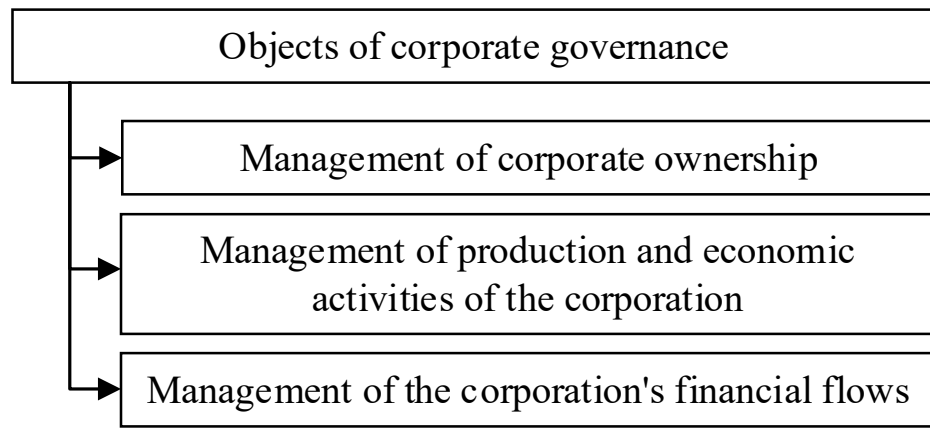 Objects of corporate governance
Management of corporate ownership
Management of production and economic
activities of the corporation
Management of the corporation's financial flows